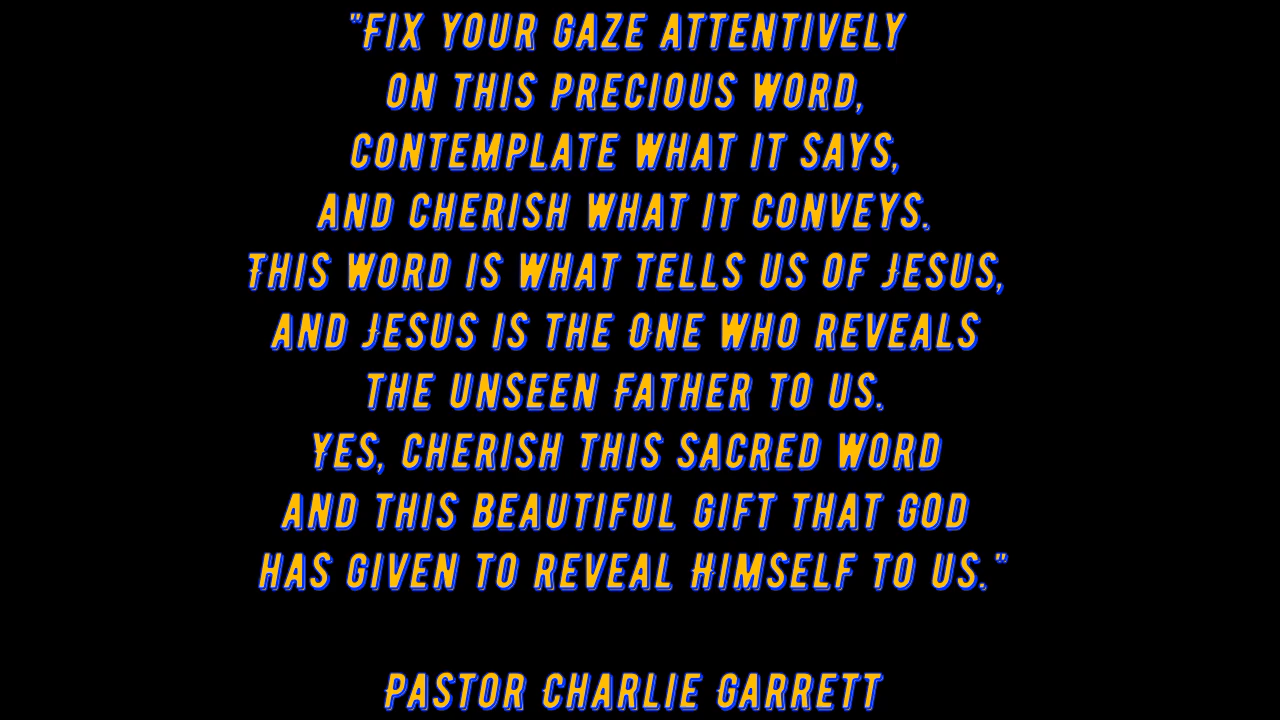 "Fix your gaze attentively
on this precious word,
contemplate what it says,
and cherish what it conveys.
This word is what tells us of Jesus,
and Jesus is the One who reveals
the unseen Father to us.
Yes, cherish this sacred word
and this beautiful gift that God
has given to reveal Himself to us."
Pastor Charlie Garrett